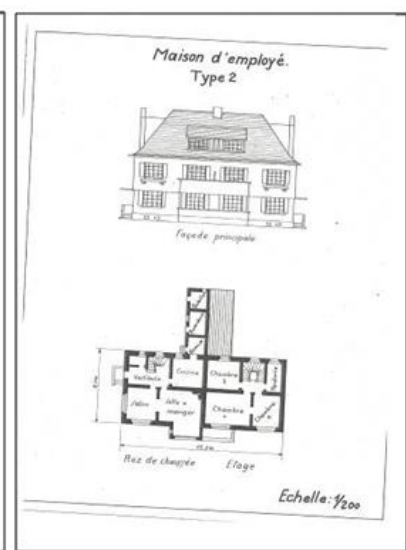 Maison d'employé.
Type 2
Façade principale
Cuisine
Chambre
Vestibule
Salon
Salle à
manger
Chambre
Chambre
Rez de chaussée
Etage
Echelle: 1/200